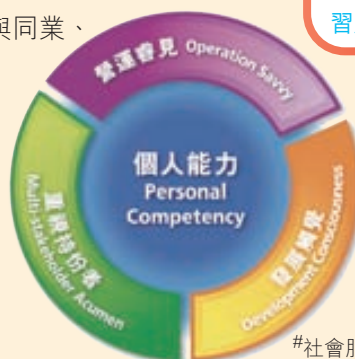 與同業、
習
營運睿見 Operation Savvy
個人能力
Personal
Competency
重視持份者
Multi-stakeholder Acumen
發展觸覺
Development Consciousness
#社會服